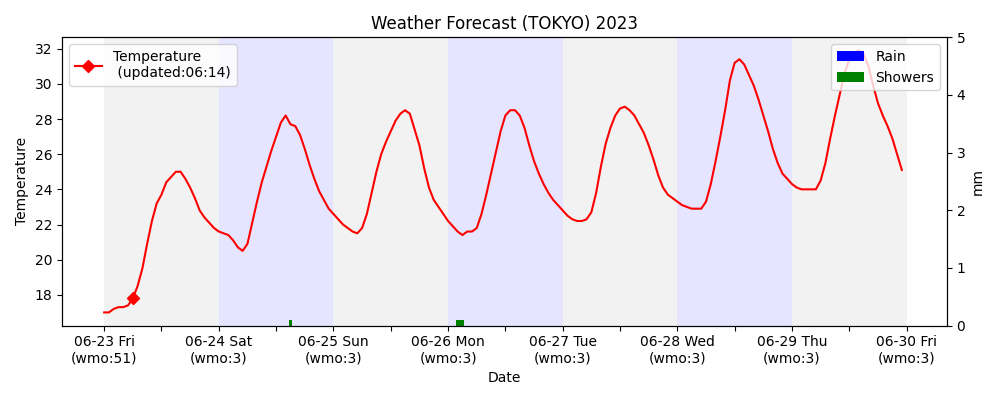 Weather Forecast (TOKYO) 2023
Temperature
(updated:06:14)
Rain
Showers
Temperature
32
30
28
26
24
22
20
18
5
4
3
2
1
0
mm
06-23 Fri
(wmo:51)
06-24 Sat
(wmo:3)
06-25 Sun
(wmo:3)
06-26 Mon
(wmo:3)
06-27 Tue
(wmo:3)
06-28 Wed
(wmo:3)
06-29 Thu
(wmo:3)
06-30 Fri
(wmo:3)
Date